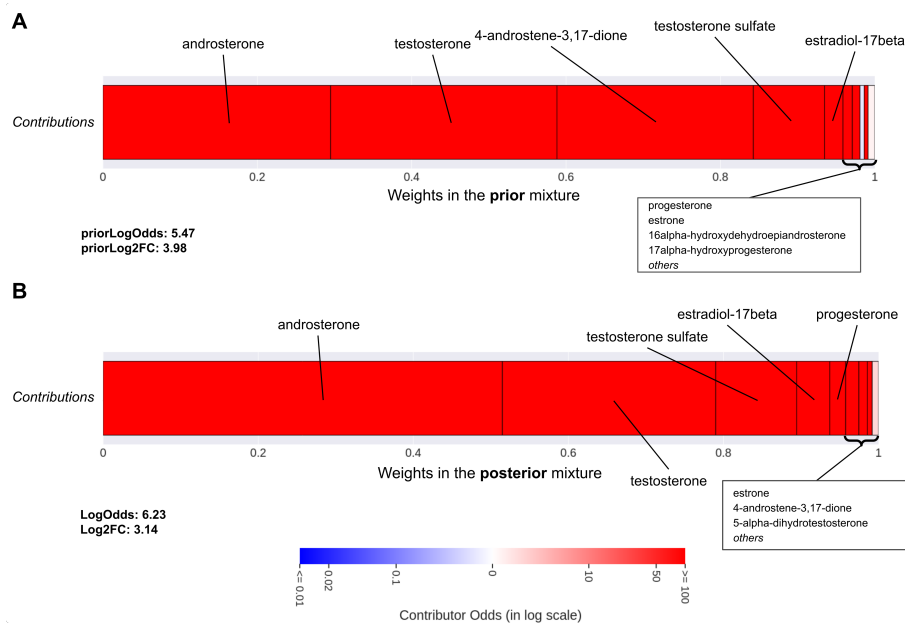 A
androsterone
testosterone
4-androstene-3,17-dione
testosterone sulfate
estradiol-17beta
Contributions
0
0.2
0.4
0.6
0.8
1
Weights in the prior mixture
priorLogOdds: 5.47
priorLog2FC: 3.98
progesterone
estrone
16alpha-hydroxydehydroepiandrosterone
17alpha-hydroxyprogesterone
others
B
androsterone
testosterone sulfate
estradiol-17beta
progesterone
Contributions
0
0.2
0.4
0.6
0.8
1
Weights in the posterior mixture
testosterone
LogOdds: 6.23
Log2FC: 3.14
estrone
4-androstene-3,17-dione
5-alpha-dihydrotestosterone
others
<= 0.01
0.02
0.1
0
10
50
>= 100
Contributor Odds (in log scale)